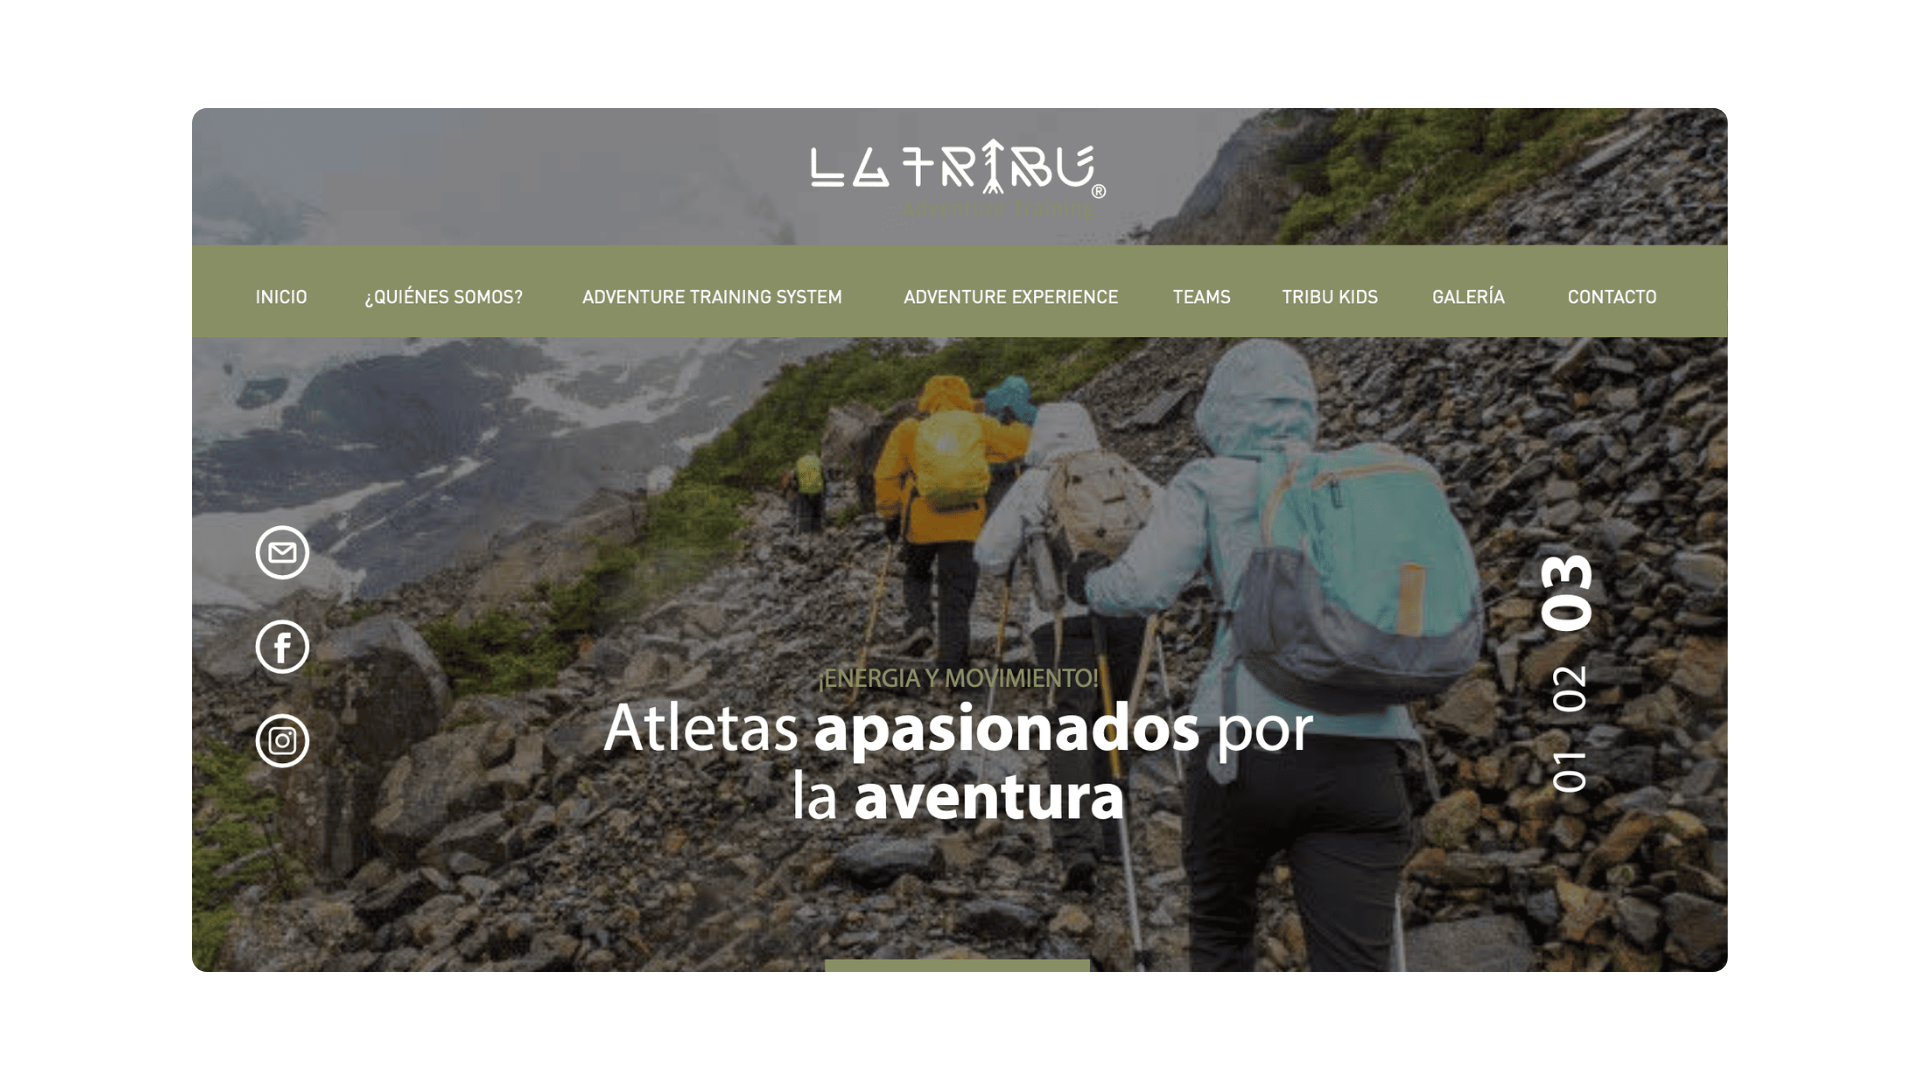 LA TRIBU®
adventure training
INICIO
¿QUIÉNES SOMOS?
ADVENTURE TRAINING SYSTEM
ADVENTURE EXPERIENCE
TEAMS
TRIBU KIDS
GALERÍA
CONTACTO
¡ENERGIA Y MOVIMIENTO!
Atletas apasionados por
la aventura
01 02 03